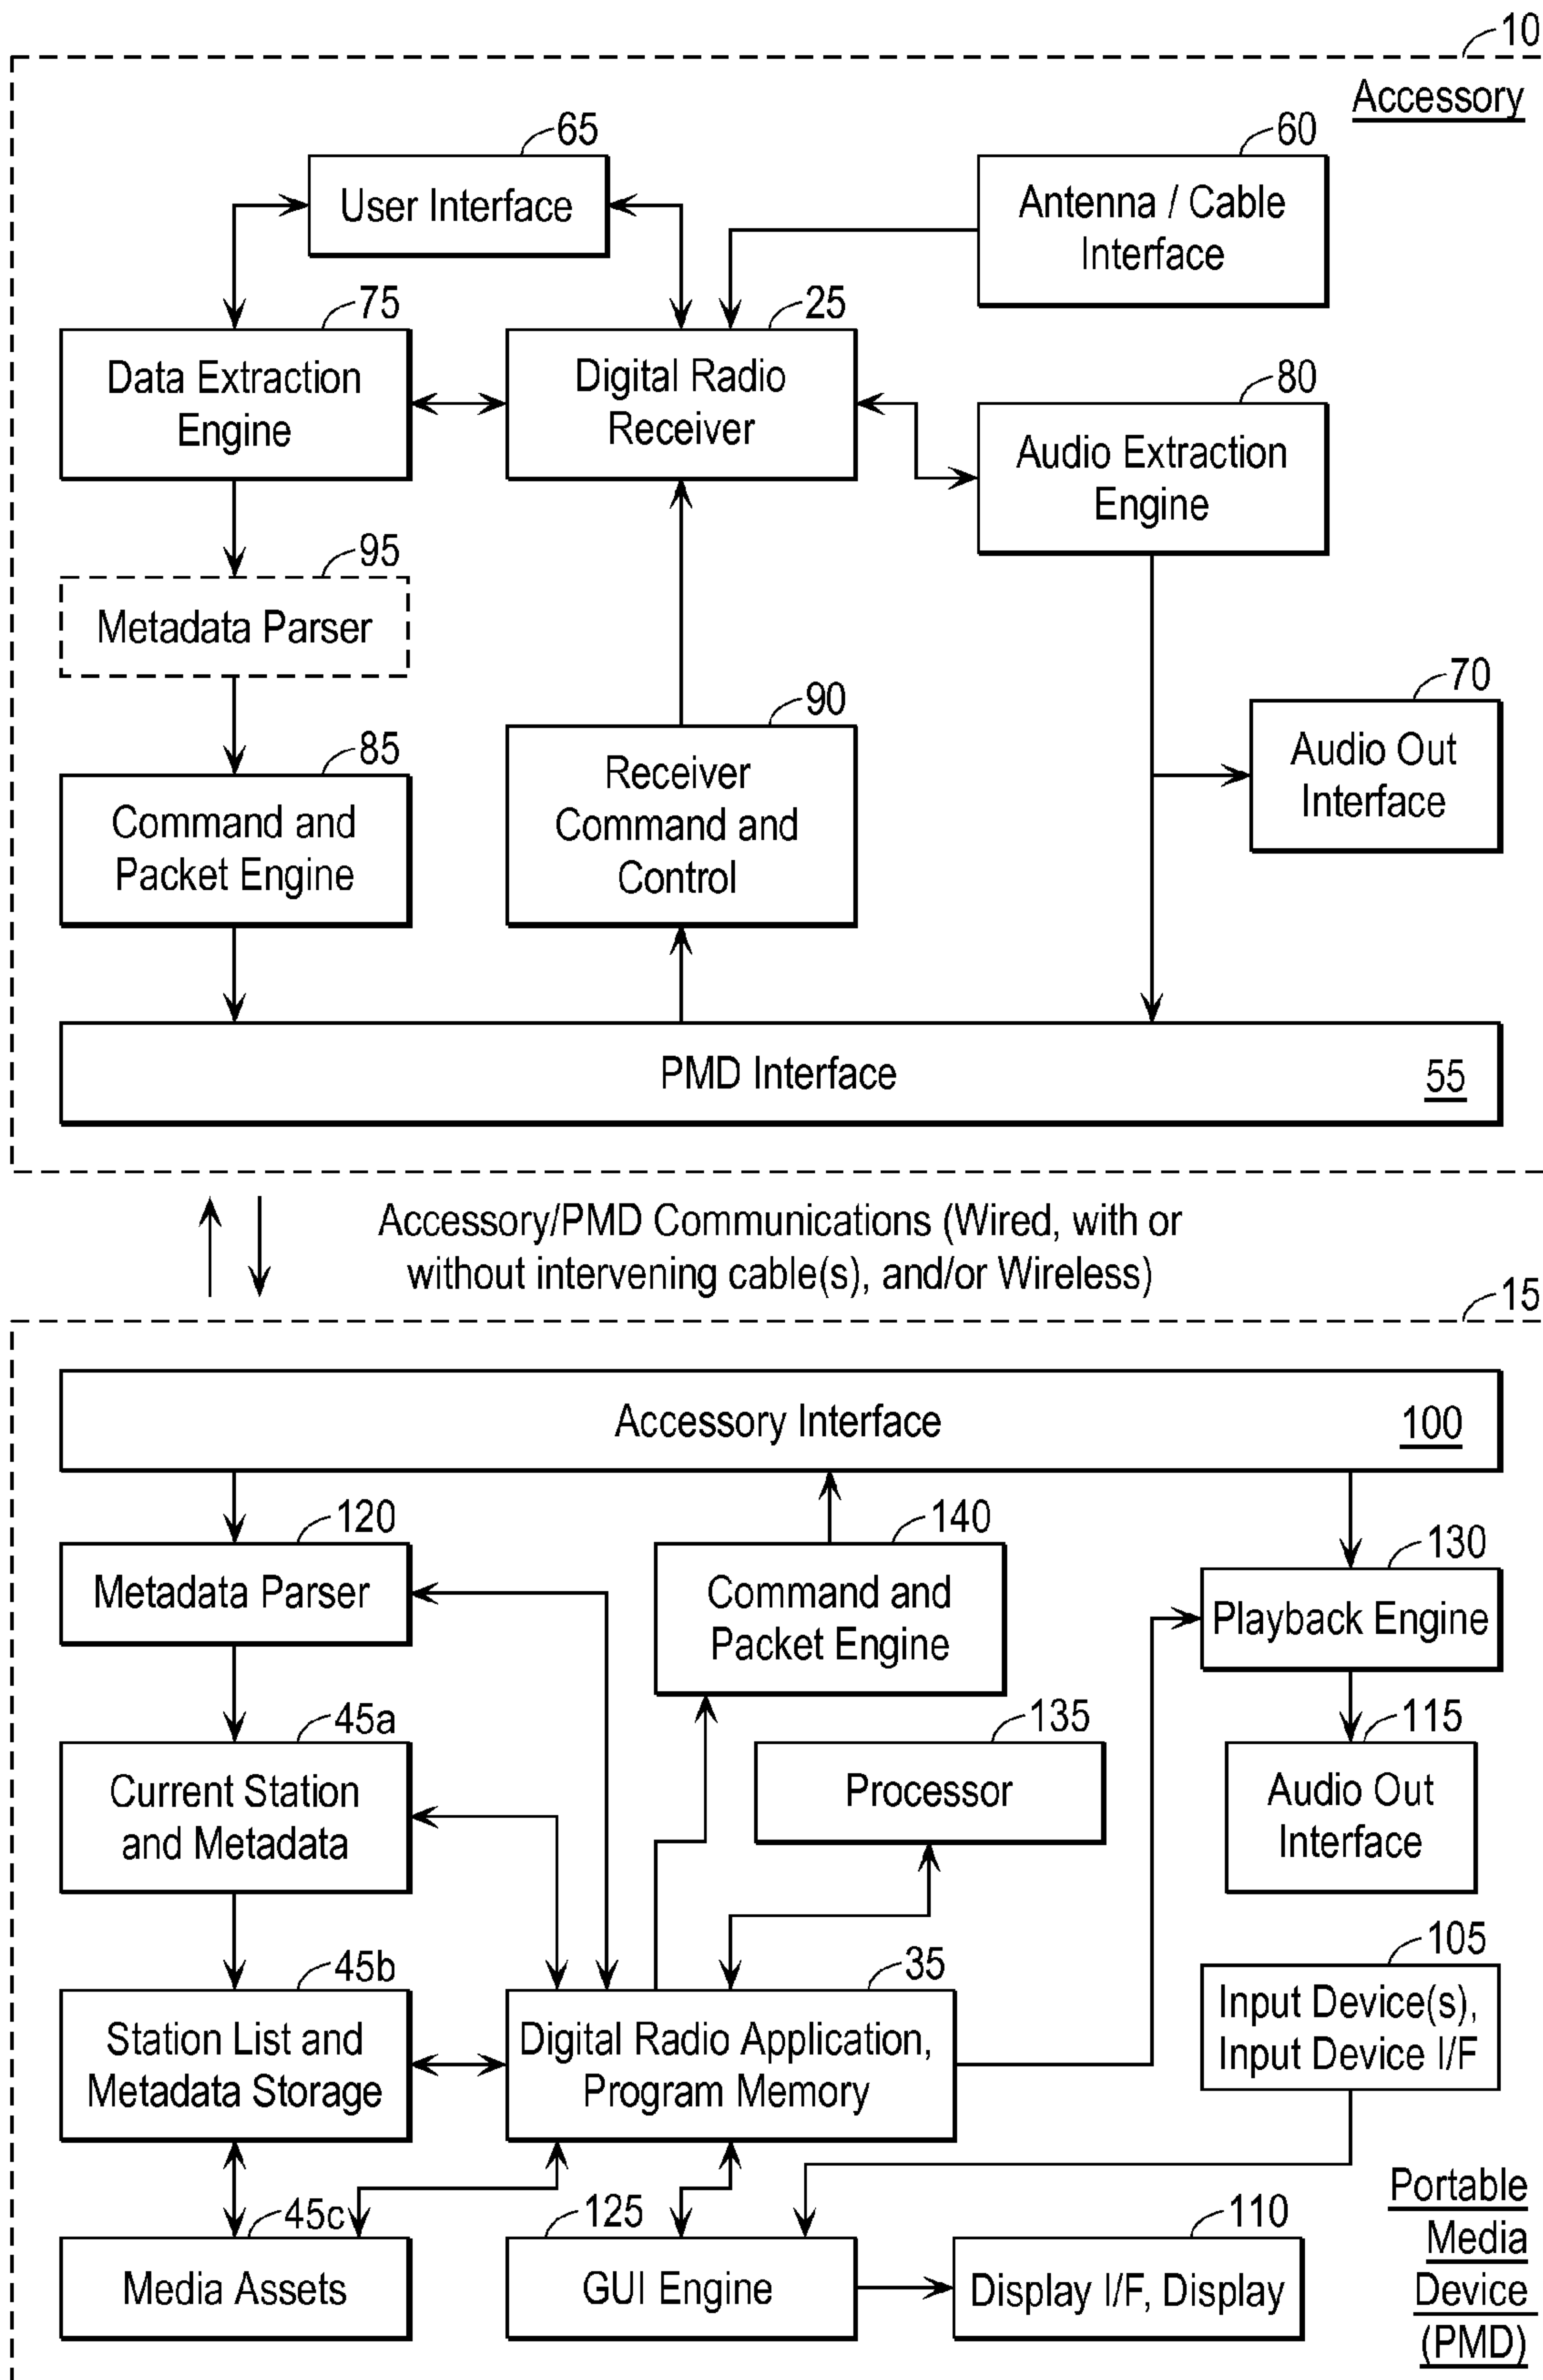 10
Accessory
65
User Interface
60
Antenna / Cable
Interface
75
Data Extraction
Engine
25
Digital Radio
Receiver
80
Audio Extraction
Engine
95
Metadata Parser
70
Audio Out
Interface
90
Receiver
Command and
Control
85
Command and
Packet Engine
PMD Interface
55
Accessory/PMD Communications (Wired, with or
without intervening cable(s), and/or Wireless)
15
Accessory Interface
100
120
Metadata Parser
140
Command and
Packet Engine
130
Playback Engine
45a
Current Station
and Metadata
135
Processor
115
Audio Out
Interface
45b
Station List and
Metadata Storage
35
Digital Radio Application,
Program Memory
105
Input Device(s),
Input Device I/F
45c
Media Assets
125
GUI Engine
110
Display I/F, Display
Portable
Media
Device
(PMD)